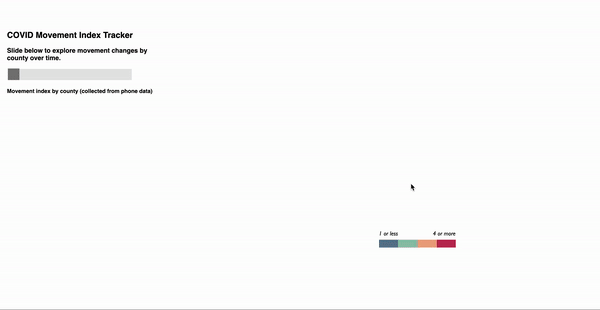 COVID Movement Index Tracker
Slide below to explore movement changes by
county over time.
Movement index by county (collected from phone data)
1 or less 4 or more